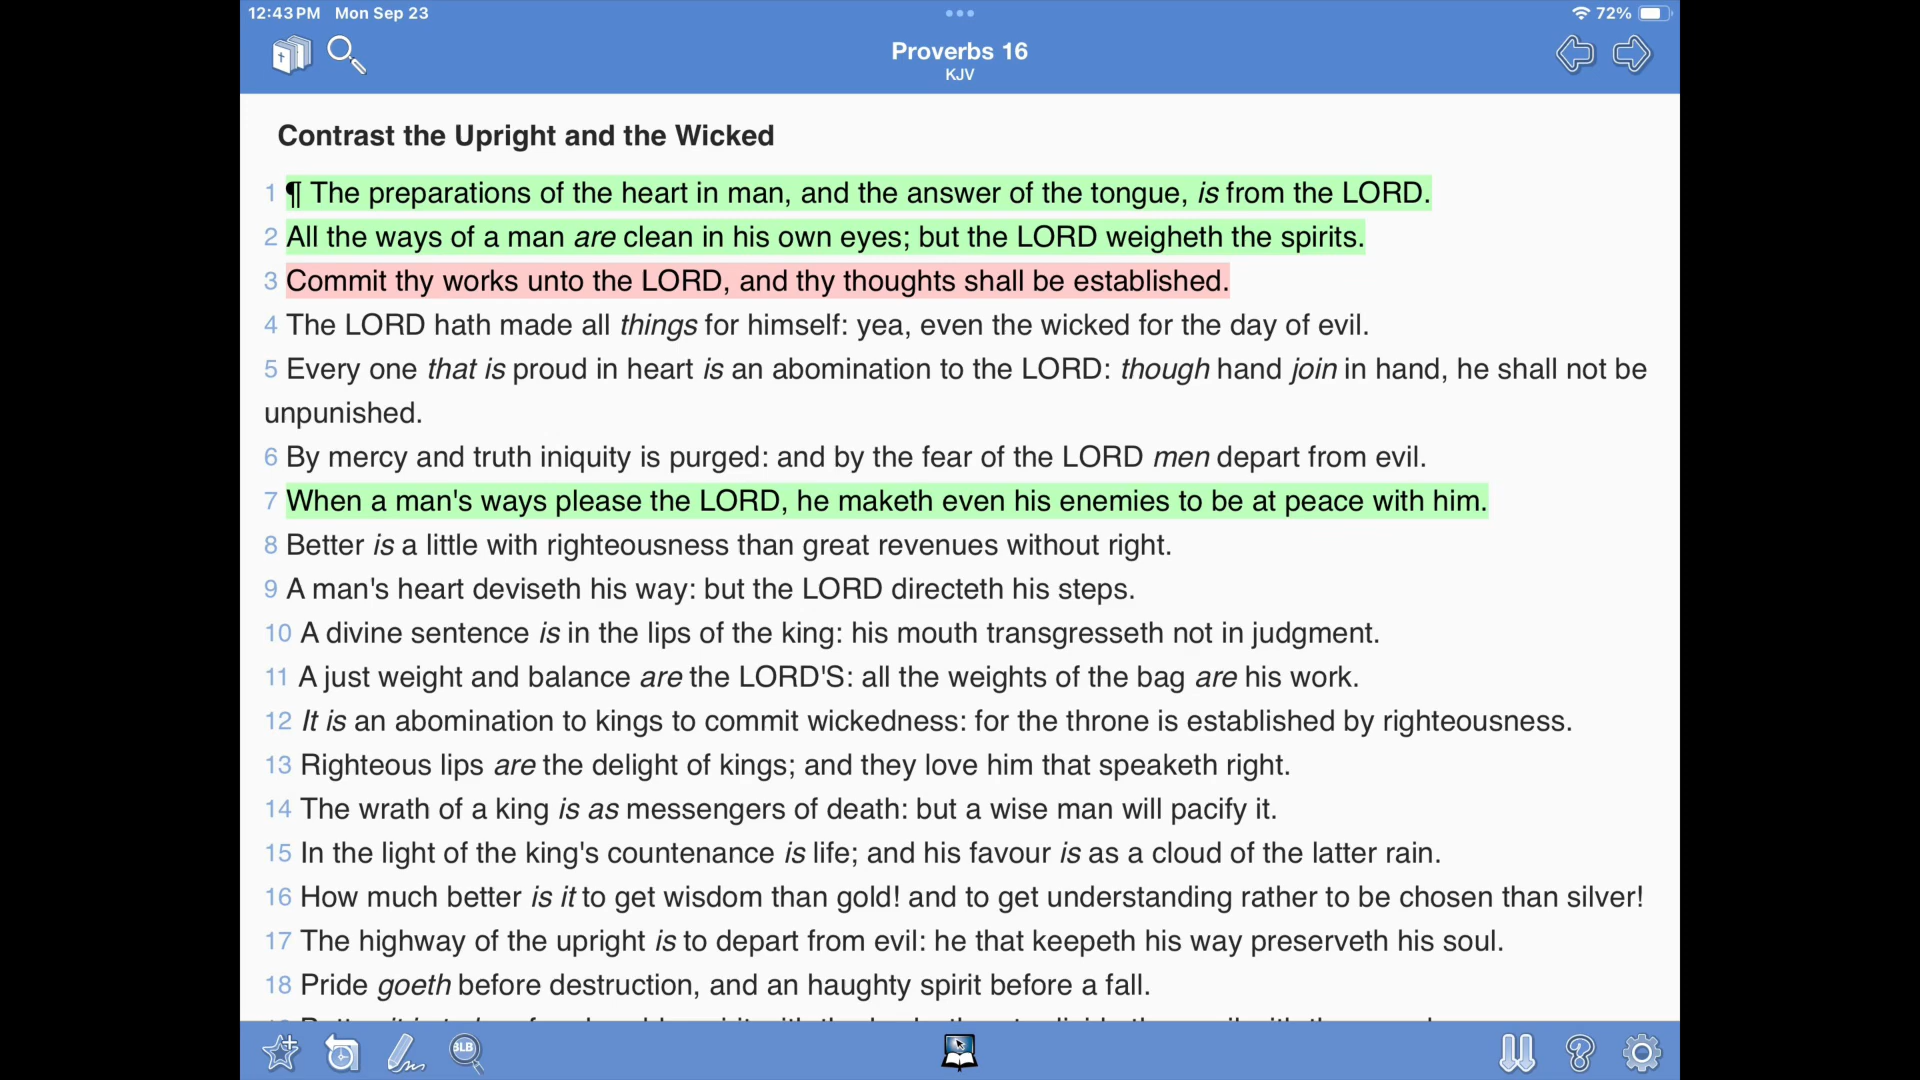 12:43 PM Mon Sep 23
72%
Proverbs 16
KJV
Contrast the Upright and the Wicked
1 ¶ The preparations of the heart in man, and the answer of the tongue, is from the LORD.
2 All the ways of a man are clean in his own eyes; but the LORD weigheth the spirits.
3 Commit thy works unto the LORD, and thy thoughts shall be established.
4 The LORD hath made all things for himself: yea, even the wicked for the day of evil.
5 Every one that is proud in heart is an abomination to the LORD: though hand join in hand, he shall not be
unpunished.
6 By mercy and truth iniquity is purged: and by the fear of the LORD men depart from evil.
7 When a man's ways please the LORD, he maketh even his enemies to be at peace with him.
8 Better is a little with righteousness than great revenues without right.
9 A man's heart deviseth his way: but the LORD directeth his steps.
10 A divine sentence is in the lips of the king: his mouth transgresseth not in judgment.
11 A just weight and balance are the LORD'S: all the weights of the bag are his work.
12 It is an abomination to kings to commit wickedness: for the throne is established by righteousness.
13 Righteous lips are the delight of kings; and they love him that speaketh right.
14 The wrath of a king is as messengers of death: but a wise man will pacify it.
15 In the light of the king's countenance is life; and his favour is as a cloud of the latter rain.
16 How much better is it to get wisdom than gold! and to get understanding rather to be chosen than silver!
17 The highway of the upright is to depart from evil: he that keepeth his way preserveth his soul.
18 Pride goeth before destruction, and an haughty spirit before a fall.
BLB